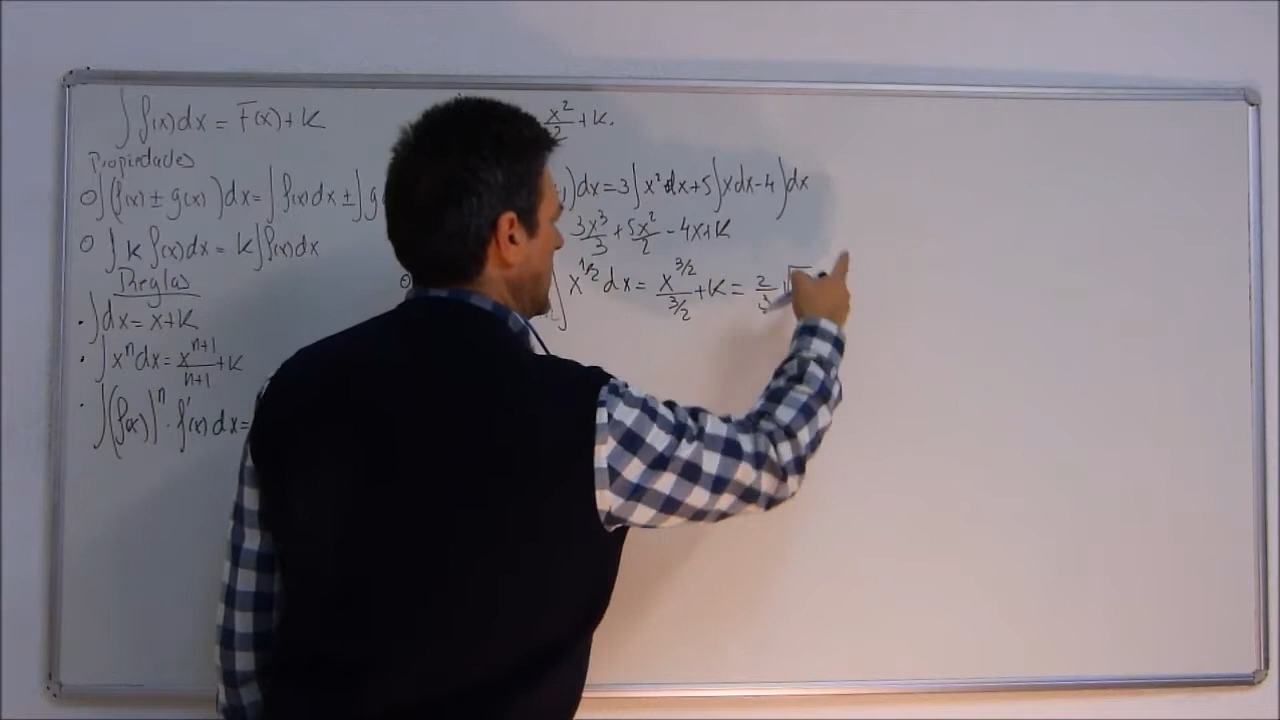 ∫f(x)dx = F(x)+K
Propiedades
○ ∫(f(x) ± g(x))dx = ∫f(x)dx ± ∫g
○ ∫K f(x)dx = K∫f(x)dx
Reglas
· ∫dx = x+K
· ∫xⁿdx = xⁿ⁺¹/n+1 + K
· ∫(f(x))ⁿ · f'(x)dx =
x²/2 + K.
)dx = 3∫x²dx + 5∫xdx - 4∫dx
3x³/3 + 5x²/2 - 4x + K
○ ∫x^(1/2) dx = x^(3/2)/(3/2) + K = 2/3 √